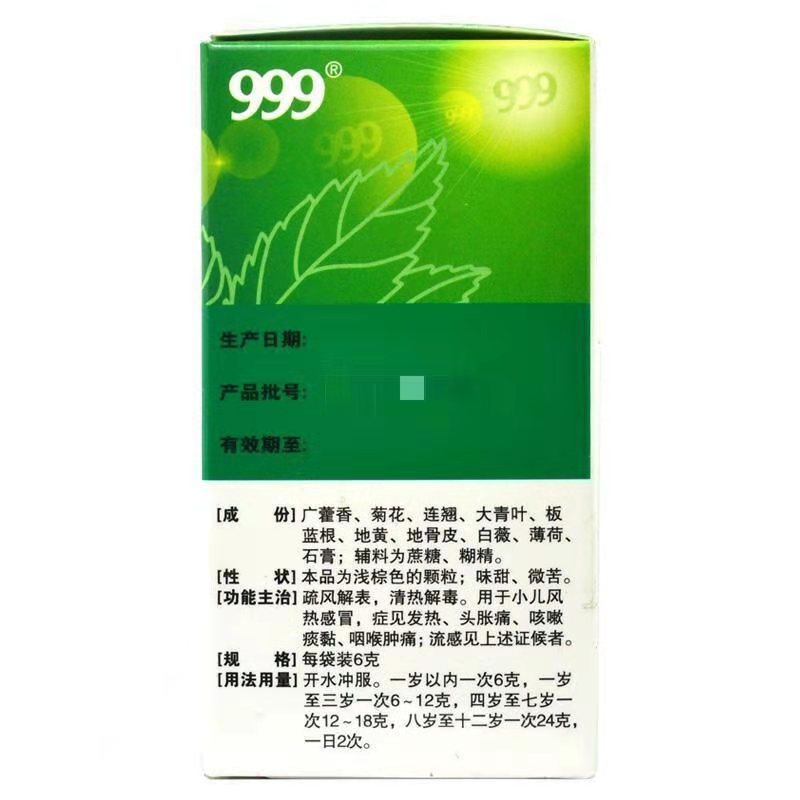 999®
999
999
999
生产日期:
产品批号:
有效期至:
[成 份]广藿香、菊花、连翘、大青叶、板
蓝根、地黄、地骨皮、白薇、薄荷、
石膏；辅料为蔗糖、糊精。
[性 状]本品为浅棕色的颗粒；味甜、微苦。
[功能主治]疏风解表，清热解毒。用于小儿风
热感冒，症见发热、头胀痛、咳嗽
痰黏、咽喉肿痛；流感见上述证候者。
[规 格]每袋装6克
[用法用量]开水冲服。一岁以内一次6克，一岁
至三岁一次6~12克，四岁至七岁一
次12~18克，八岁至十二岁一次24克，
一日2次。